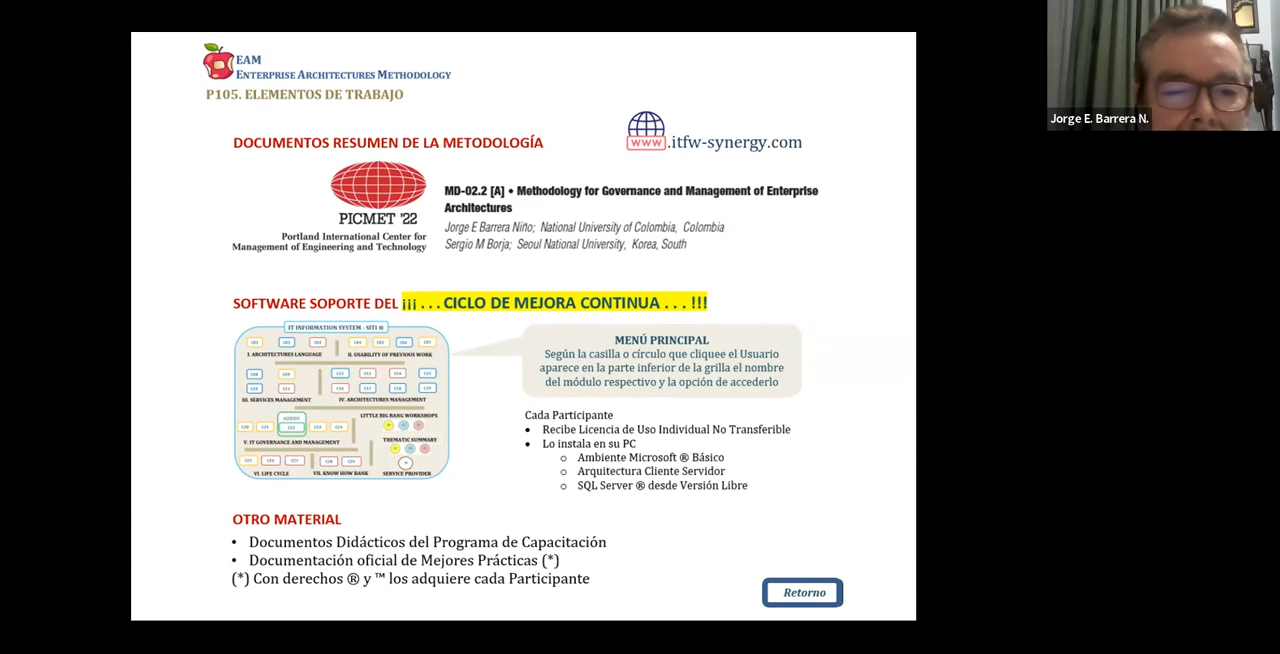 EAM
ENTERPRISE ARCHITECTURES METHODOLOGY
P105. ELEMENTOS DE TRABAJO
Jorge E. Barrera N.
DOCUMENTOS RESUMEN DE LA METODOLOGÍA
www.itfw-synergy.com
PICMET '22
Portland International Center for
Management of Engineering and Technology
MD-02.2 [A] • Methodology for Governance and Management of Enterprise
Architectures
Jorge E Barrera Niño; National University of Colombia, Colombia
Sergio M Borja; Seoul National University, Korea, South
SOFTWARE SOPORTE DEL ¡¡¡ . . . CICLO DE MEJORA CONTINUA . . . !!!
IT INFORMATION SYSTEM - SITI ®
I. ARCHITECTURES LANGUAGE
II. USABILITY OF PREVIOUS WORK
III. SERVICES MANAGEMENT
IV. ARCHITECTURES MANAGEMENT
LITTLE BIG BANG WORKSHOPS
V. IT GOVERNANCE AND MANAGEMENT
THEMATIC SUMMARY
VI. LIFE CYCLE
VII. KNOW HOW BANK
SERVICE PROVIDER
MENÚ PRINCIPAL
Según la casilla o círculo que cliquee el Usuario
aparece en la parte inferior de la grilla el nombre
del módulo respectivo y la opción de accederlo
Cada Participante
• Recibe Licencia de Uso Individual No Transferible
• Lo instala en su PC
o Ambiente Microsoft ® Básico
o Arquitectura Cliente Servidor
o SQL Server ® desde Versión Libre
OTRO MATERIAL
• Documentos Didácticos del Programa de Capacitación
• Documentación oficial de Mejores Prácticas (*)
(*) Con derechos ® y ™ los adquiere cada Participante
Retorno